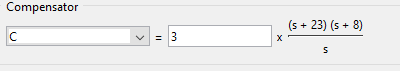 Compensator
C = 3 x (s + 23) (s + 8)
s